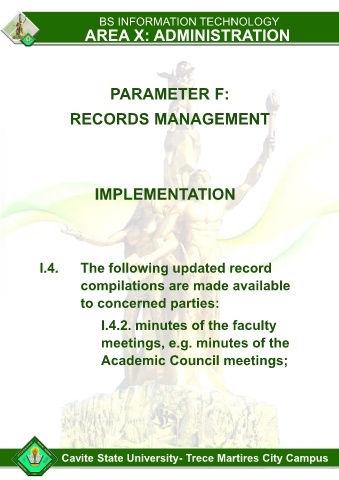 BS INFORMATION TECHNOLOGY
AREA X: ADMINISTRATION
PARAMETER F:
RECORDS MANAGEMENT
IMPLEMENTATION
I.4. The following updated record
compilations are made available
to concerned parties:
I.4.2. minutes of the faculty
meetings, e.g. minutes of the
Academic Council meetings;
Cavite State University- Trece Martires City Campus